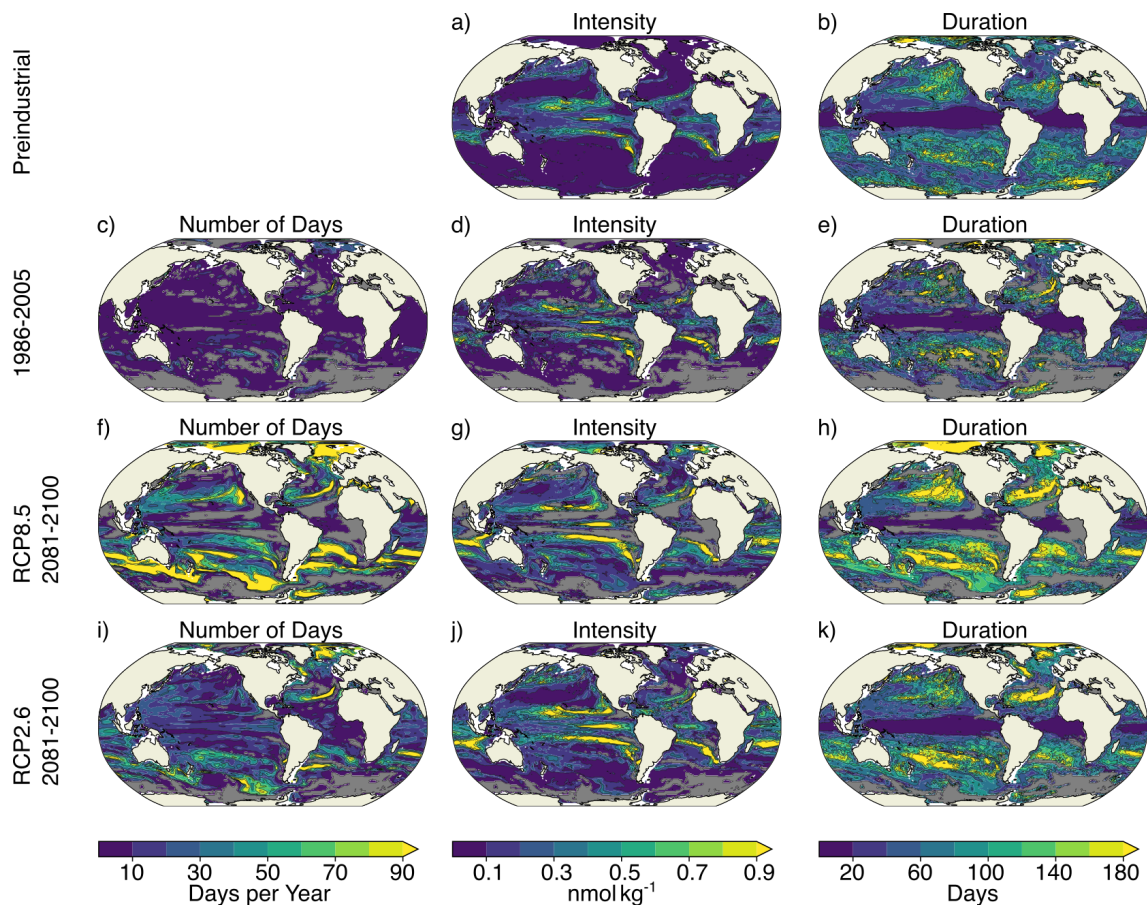 a) Intensity
b) Duration
Preindustrial
c) Number of Days
d) Intensity
e) Duration
1986-2005
f) Number of Days
g) Intensity
h) Duration
RCP8.5
2081-2100
i) Number of Days
j) Intensity
k) Duration
RCP2.6
2081-2100
10 30 50 70 90
Days per Year
0.1 0.3 0.5 0.7 0.9
nmol kg⁻¹
20 60 100 140 180
Days